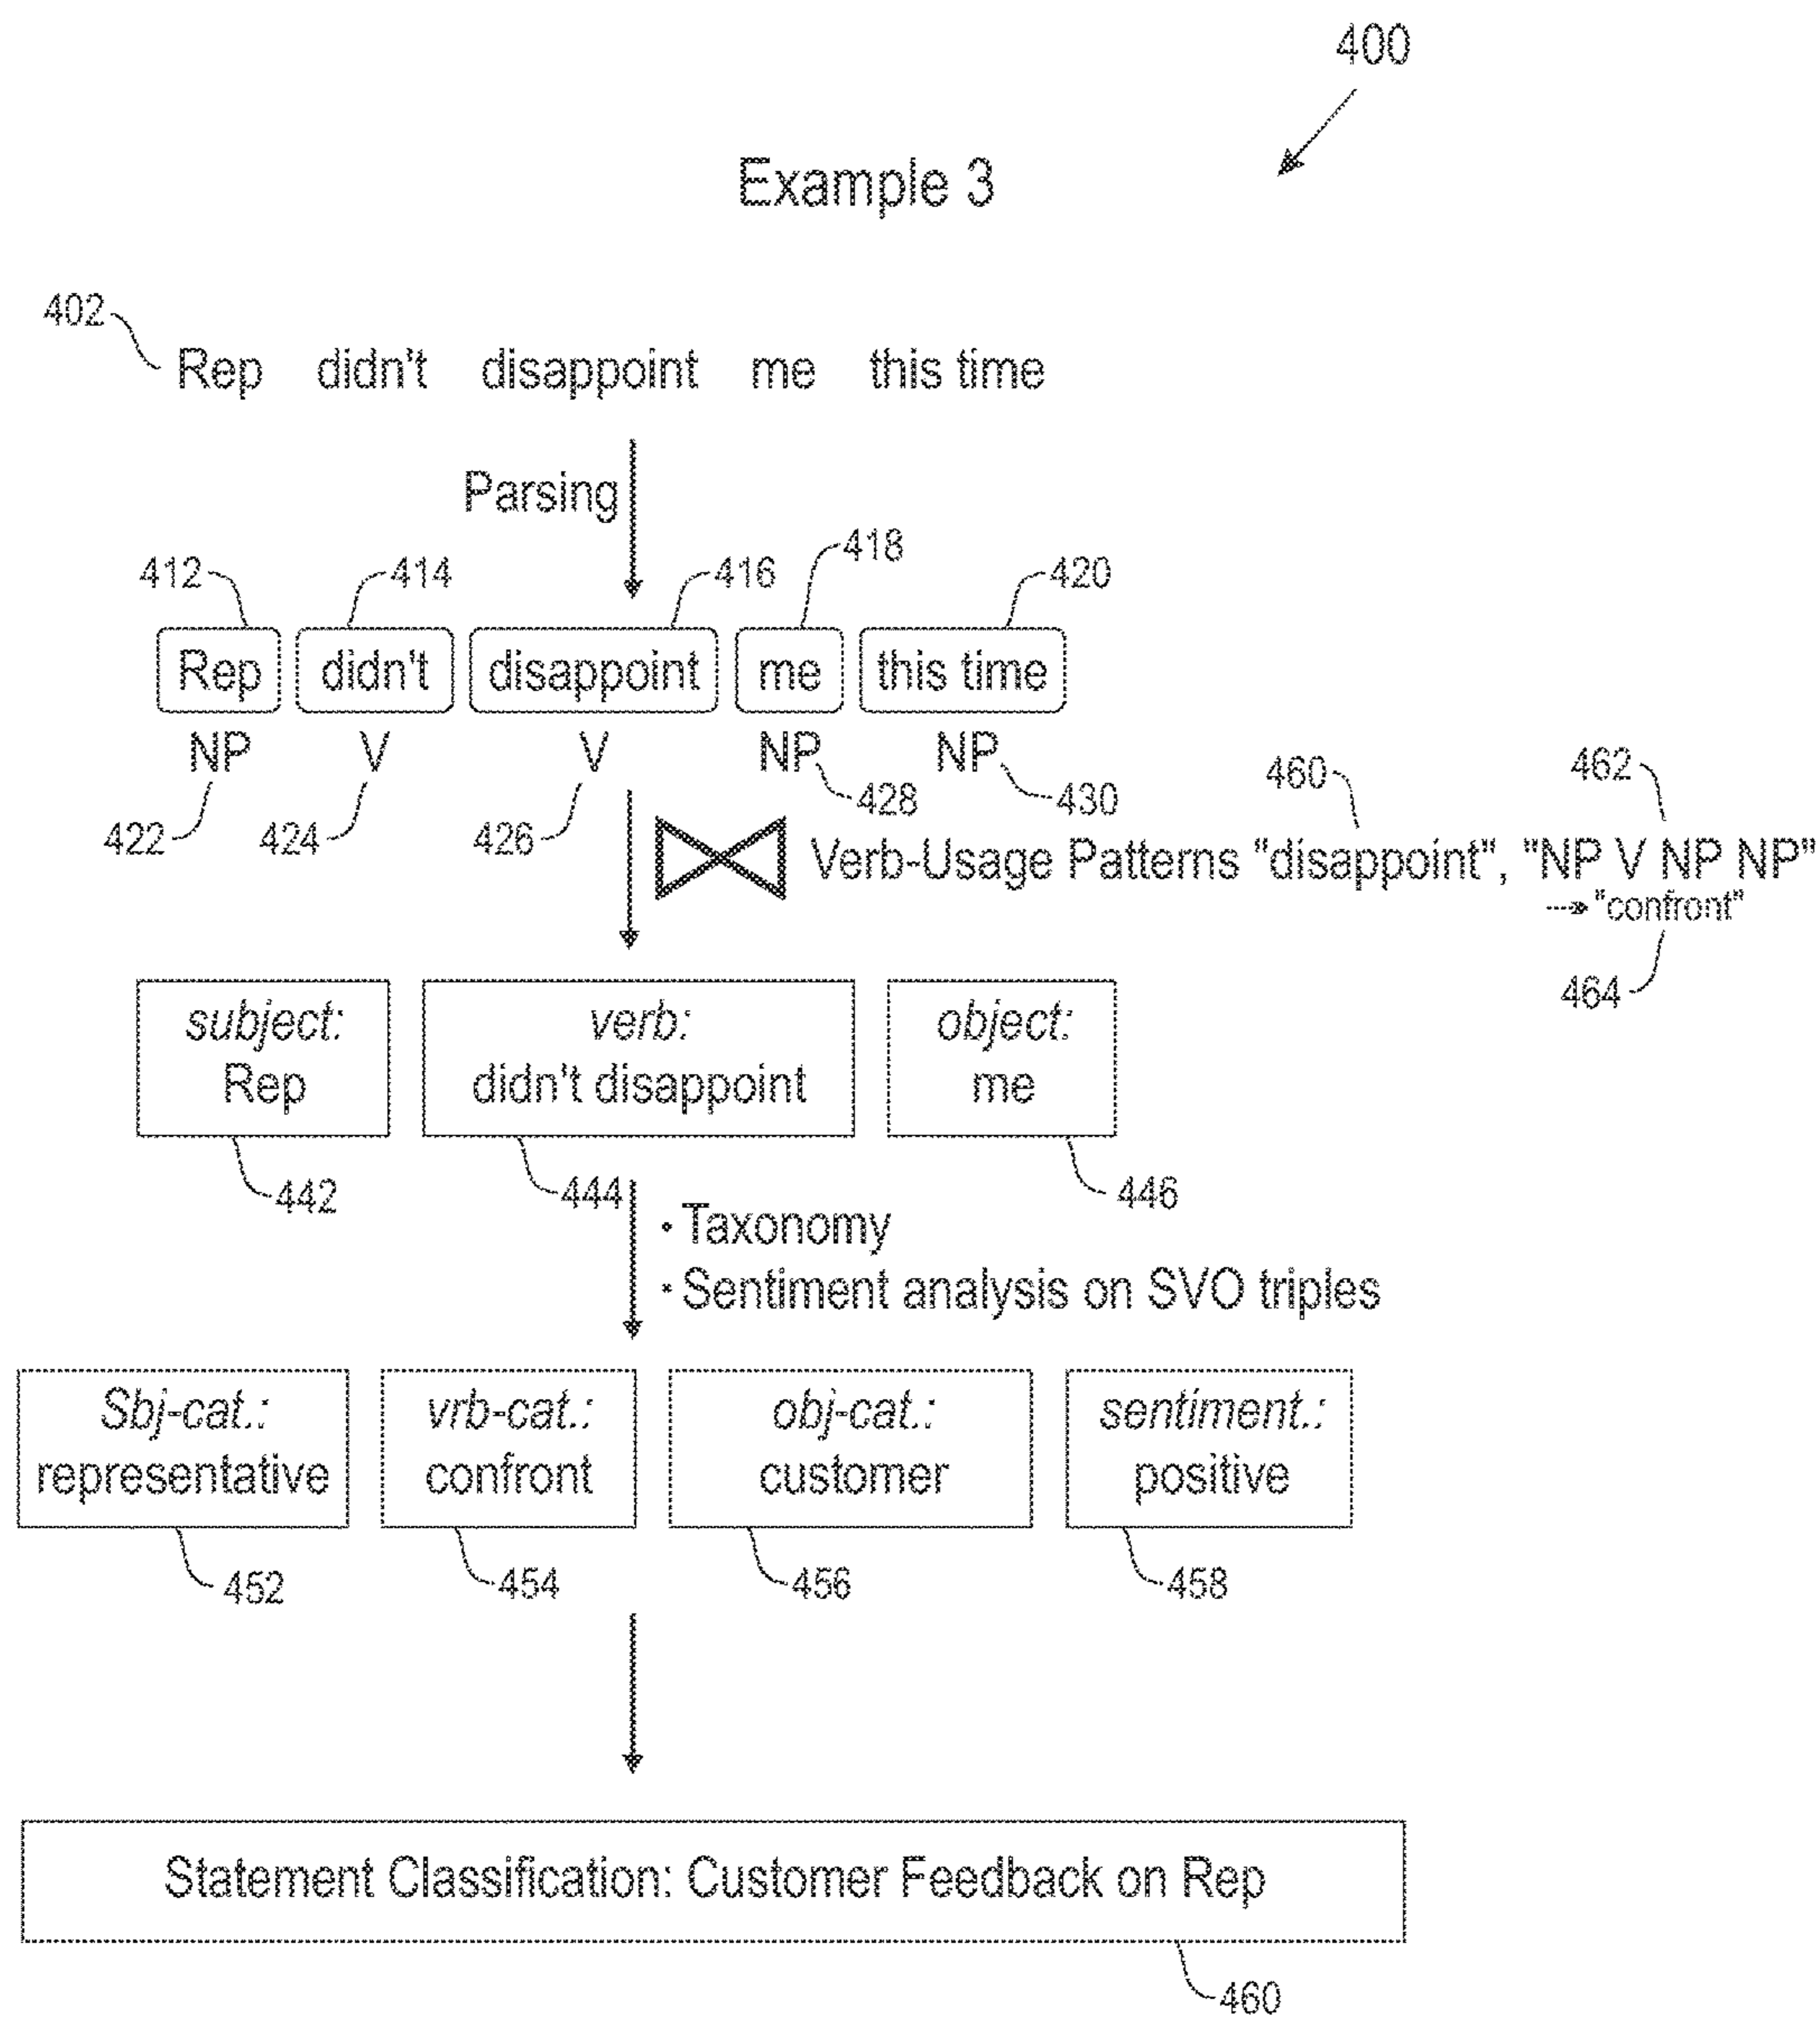 400
Example 3
402
Rep didn't disappoint me this time
Parsing
412 414 416 418 420
Rep didn't disappoint me this time
NP V V NP NP
422 424 426 428 430
460 462
Verb-Usage Patterns "disappoint", "NP V NP NP"
"confront"
464
subject: verb: object:
Rep didn't disappoint me
442 444 446
· Taxonomy
· Sentiment analysis on SVO triples
Sbj-cat.: vrb-cat.: obj-cat.: sentiment.:
representative confront customer positive
452 454 456 458
Statement Classification: Customer Feedback on Rep
460